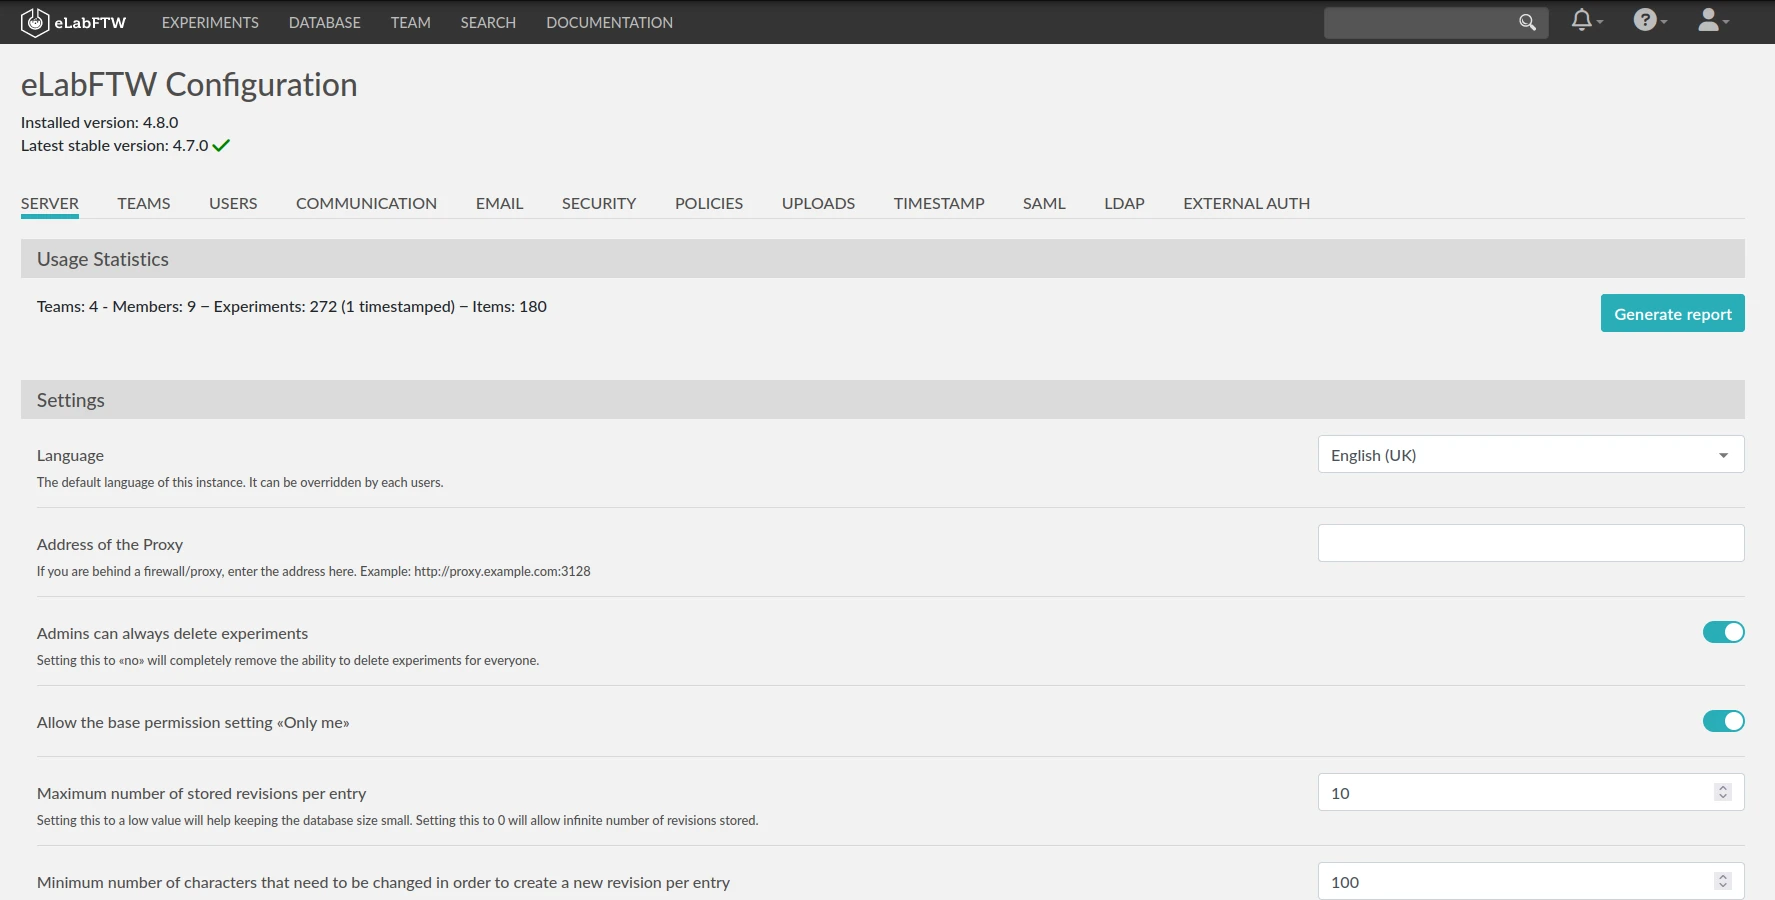 eLabFTW EXPERIMENTS DATABASE TEAM SEARCH DOCUMENTATION
eLabFTW Configuration
Installed version: 4.8.0
Latest stable version: 4.7.0
SERVER TEAMS USERS COMMUNICATION EMAIL SECURITY POLICIES UPLOADS TIMESTAMP SAML LDAP EXTERNAL AUTH
Usage Statistics
Teams: 4 - Members: 9 − Experiments: 272 (1 timestamped) − Items: 180
Generate report
Settings
Language
English (UK)
The default language of this instance. It can be overridden by each users.
Address of the Proxy
If you are behind a firewall/proxy, enter the address here. Example: http://proxy.example.com:3128
Admins can always delete experiments
Setting this to «no» will completely remove the ability to delete experiments for everyone.
Allow the base permission setting «Only me»
Maximum number of stored revisions per entry
10
Setting this to a low value will help keeping the database size small. Setting this to 0 will allow infinite number of revisions stored.
Minimum number of characters that need to be changed in order to create a new revision per entry
100